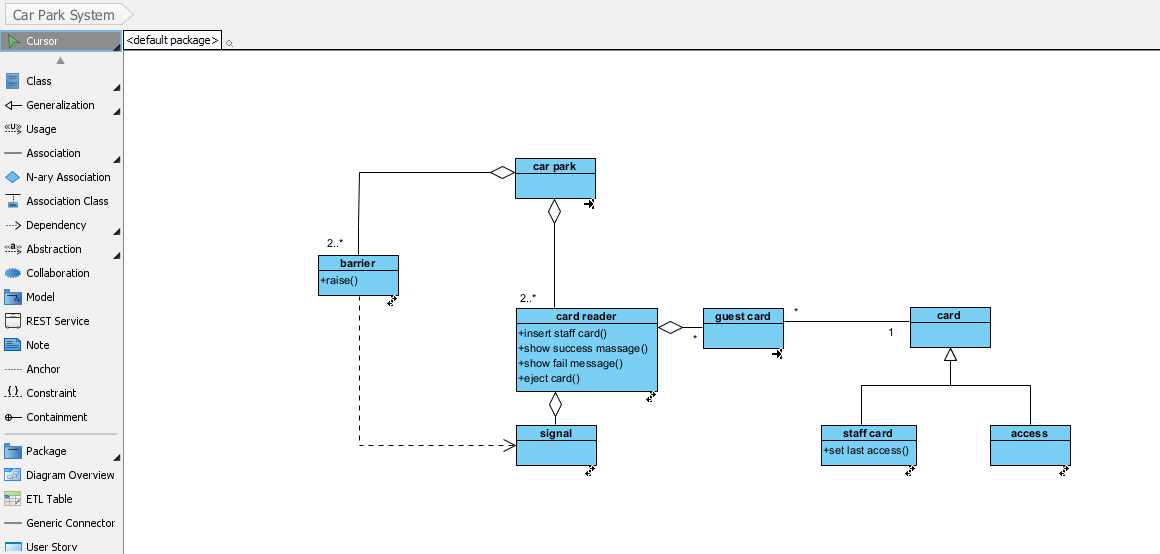 Car Park System
Cursor
<default package>
Class
Generalization
Usage
Association
N-ary Association
Association Class
Dependency
Abstraction
Collaboration
Model
REST Service
Note
Anchor
Constraint
Containment
Package
Diagram Overview
ETL Table
Generic Connector
User Story
car park
2..*
barrier
+raise()
2..*
card reader
+insert staff card()
+show success massage()
+show fail message()
+eject card()
*
guest card
*
1
card
signal
staff card
+set last access()
access